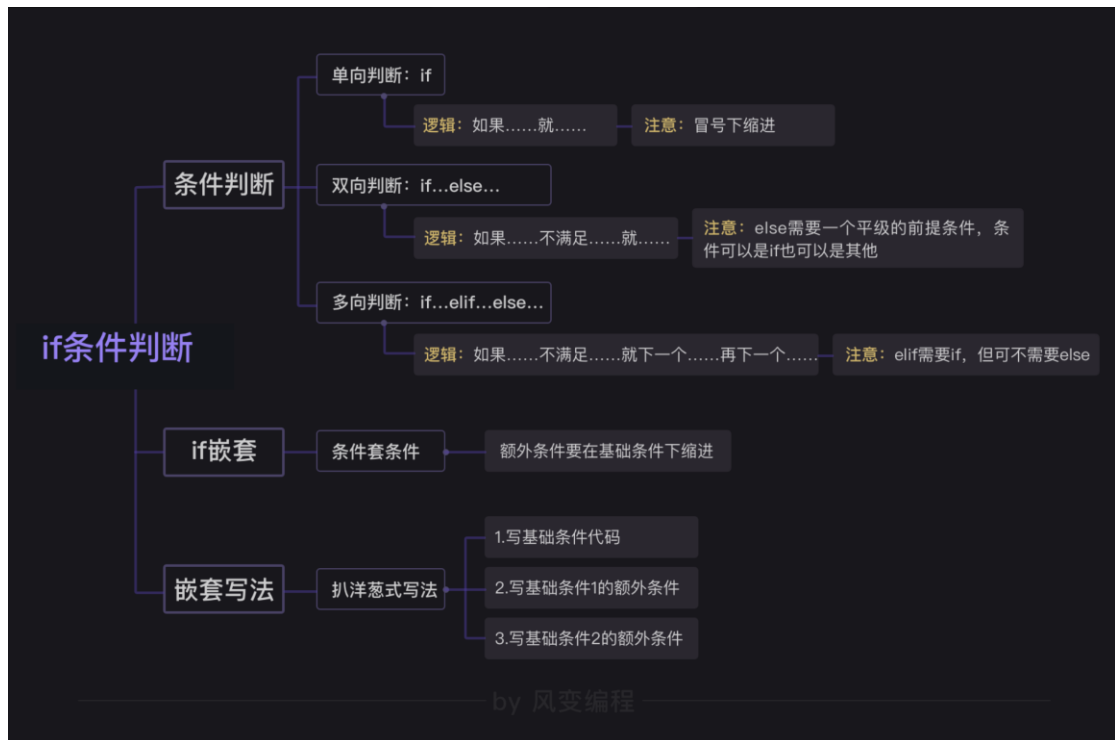 单向判断：if
逻辑：如果……就……
注意：冒号下缩进
条件判断
双向判断：if…else…
逻辑：如果……不满足……就……
注意：else需要一个平级的前提条件，条
件可以是if也可以是其他
多向判断：if…elif…else…
逻辑：如果……不满足……就下一个……再下一个……
注意：elif需要if，但可不需要else
if条件判断
if嵌套
条件套条件
额外条件要在基础条件下缩进
嵌套写法
扒洋葱式写法
1.写基础条件代码
2.写基础条件1的额外条件
3.写基础条件2的额外条件
by 风变编程